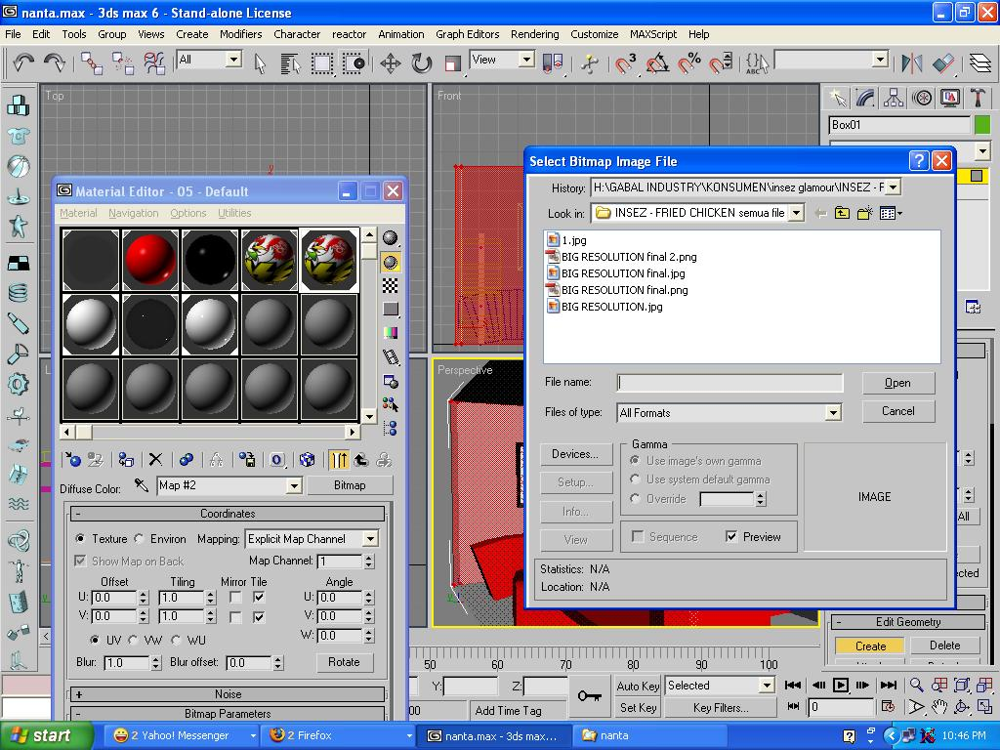 nanta.max - 3ds max 6 - Stand-alone License
File Edit Tools Group Views Create Modifiers Character reactor Animation Graph Editors Rendering Customize MAXScript Help
All
View
3
%
{}
ABC
Top
Front
Box01
Select Bitmap Image File
History: H:\GABAL INDUSTRY\KONSUMEN\insez glamour\INSEZ - F
Look in: INSEZ - FRIED CHICKEN semua file
1.jpg
BIG RESOLUTION final 2.png
BIG RESOLUTION final.jpg
BIG RESOLUTION final.png
BIG RESOLUTION.jpg
File name: Open
Files of type: All Formats Cancel
Devices...
Setup...
Info...
View
Gamma
Use image's own gamma
Use system default gamma
Override
Sequence Preview
IMAGE
Statistics: N/A
Location: N/A
Material Editor - 05 - Default
Material Navigation Options Utilities
Diffuse Color: Map #2 Bitmap
- Coordinates
Texture Environ Mapping: Explicit Map Channel
Show Map on Back Map Channel: 1
Offset Tiling Mirror Tile Angle
U: 0.0 1.0 U: 0.0
V: 0.0 1.0 V: 0.0
UV VW WU W: 0.0
Blur: 1.0 Blur offset: 0.0 Rotate
+ Noise
- Bitmap Parameters
Perspective
All
- Edit Geometry
Create Delete
50 60 70 80 90 100
Y: Z: Auto Key Selected
Add Time Tag Set Key Key Filters... 0
start 2 Yahoo! Messenger 2 Firefox nanta.max - 3ds max... nanta 10:46 PM